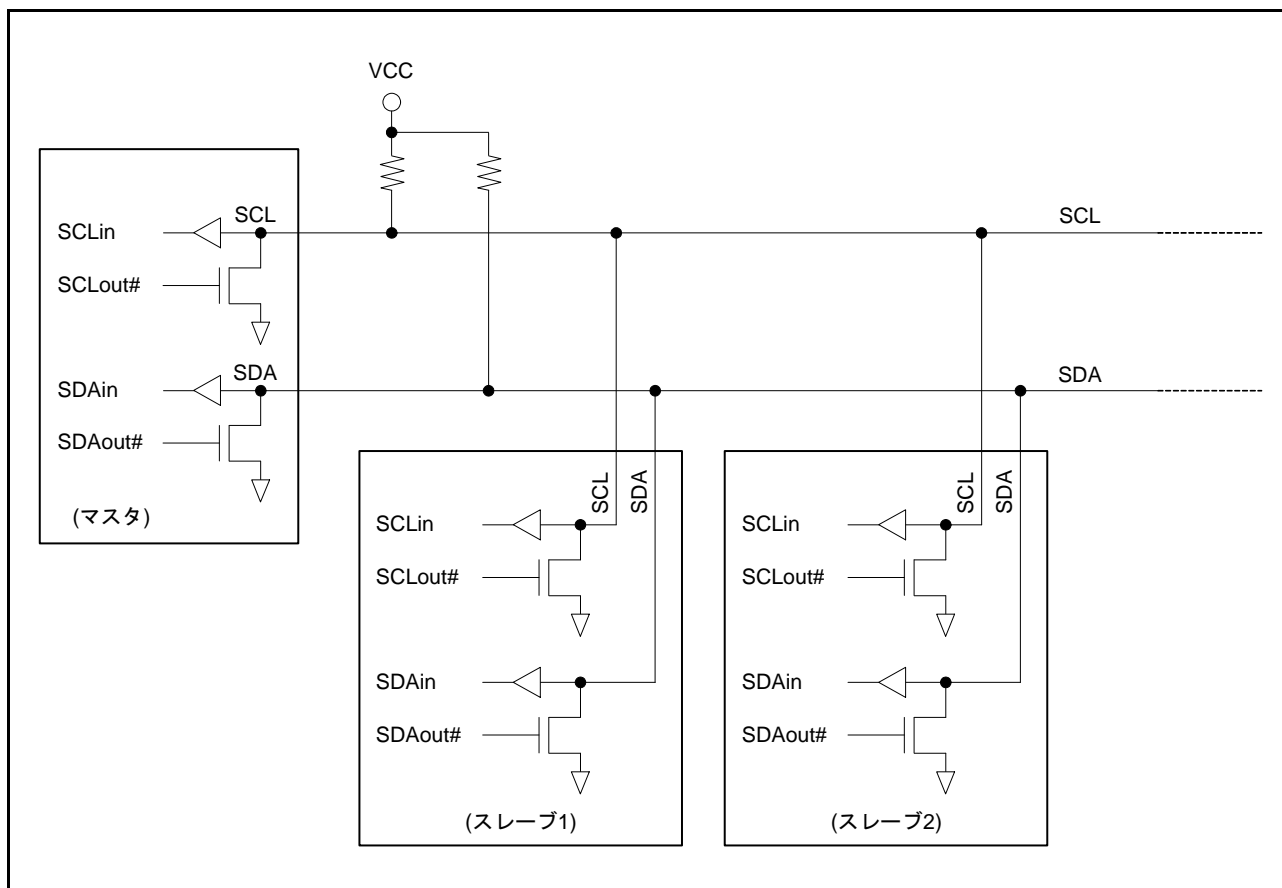 VCC
SCL
SCLin
SCLout#
SDA
SDAin
SDAout#
(マスタ)
SCL
SDA
SCL
SDA
SCLin
SCLout#
SDAin
SDAout#
(スレーブ1)
SCL
SDA
SCLin
SCLout#
SDAin
SDAout#
(スレーブ2)